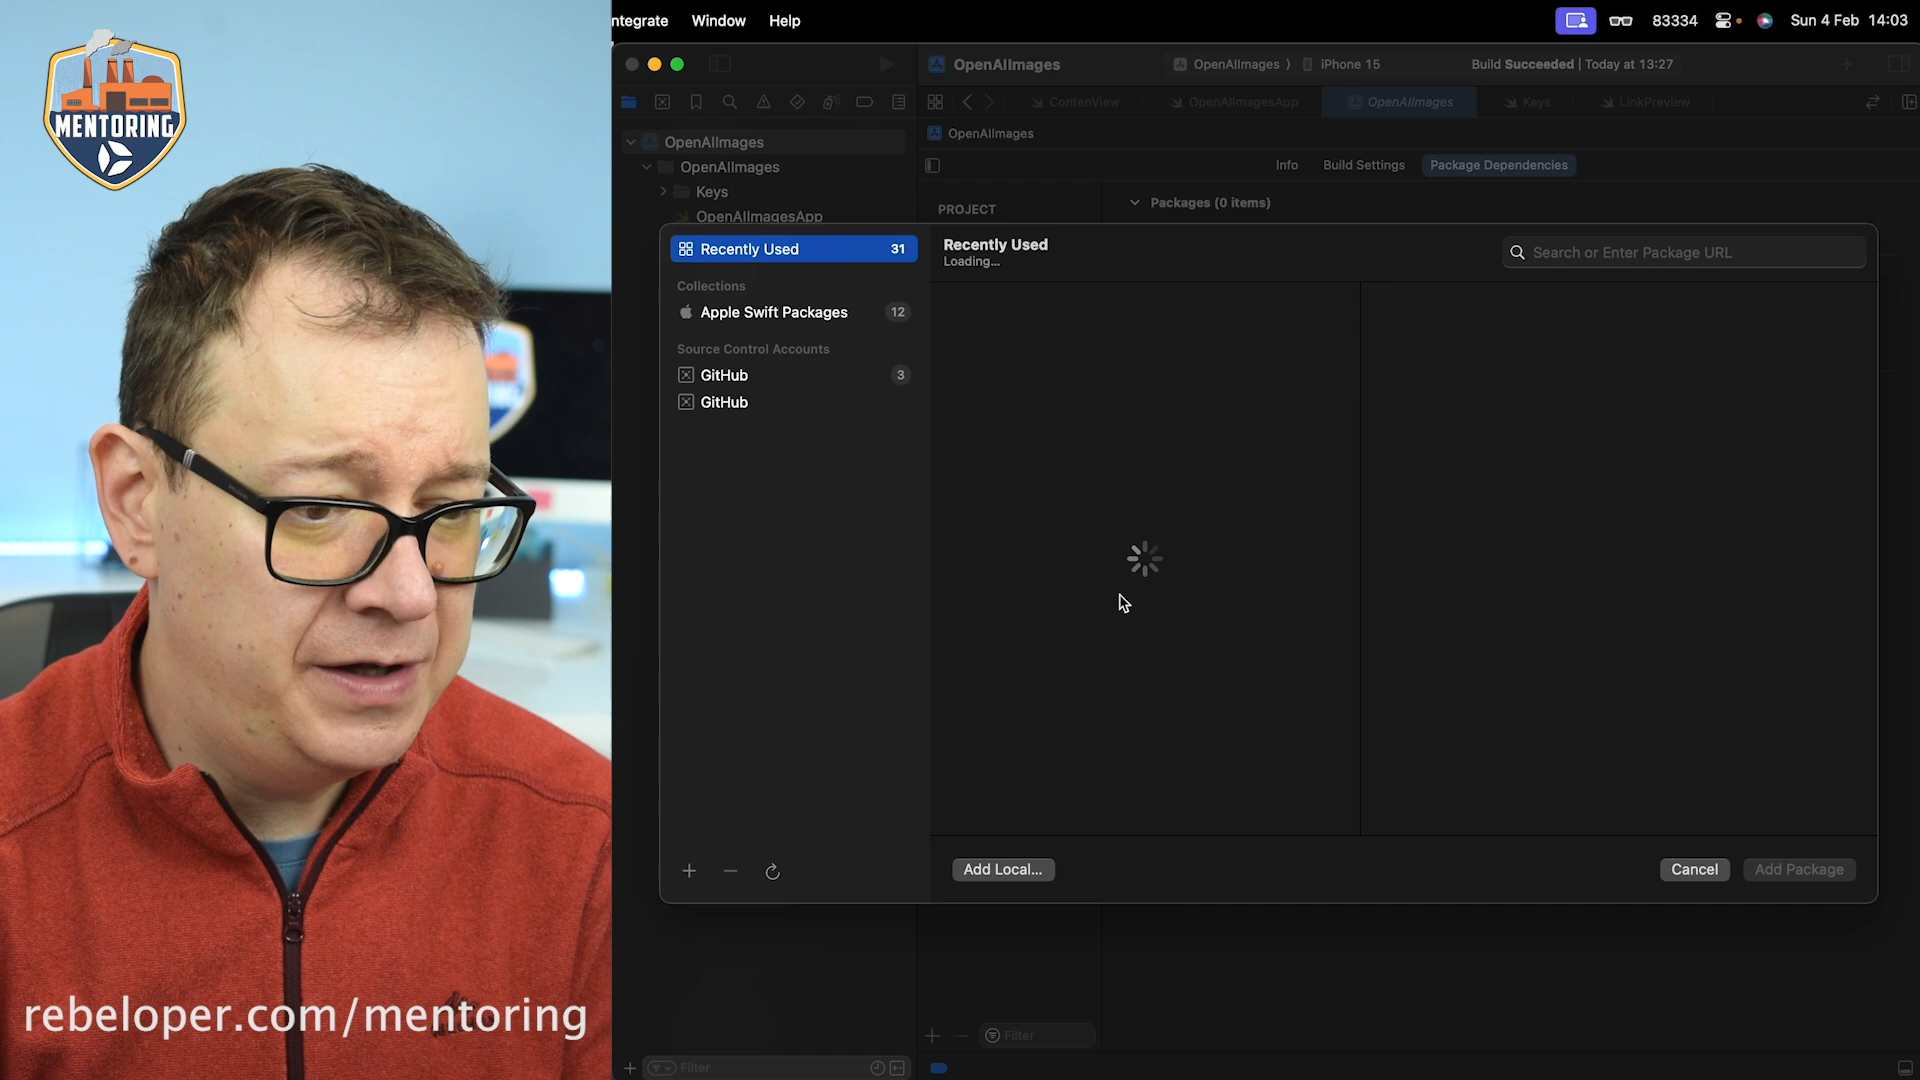 ntegrate Window Help
83334 Sun 4 Feb 14:03
MENTORING
OpenAIImages
OpenAIImages ⟩ iPhone 15
Build Succeeded | Today at 13:27
ContenView
OpenAIImagesApp
OpenAIImages
Keys
LinkPreview
OpenAIImages
OpenAIImages
Keys
OpenAIImagesApp
OpenAIImages
Info Build Settings Package Dependencies
PROJECT
Packages (0 items)
Recently Used 31
Collections
Apple Swift Packages 12
Source Control Accounts
GitHub 3
GitHub
Recently Used
Loading...
Search or Enter Package URL
Add Local...
Cancel
Add Package
Filter
Filter
rebeloper.com/mentoring